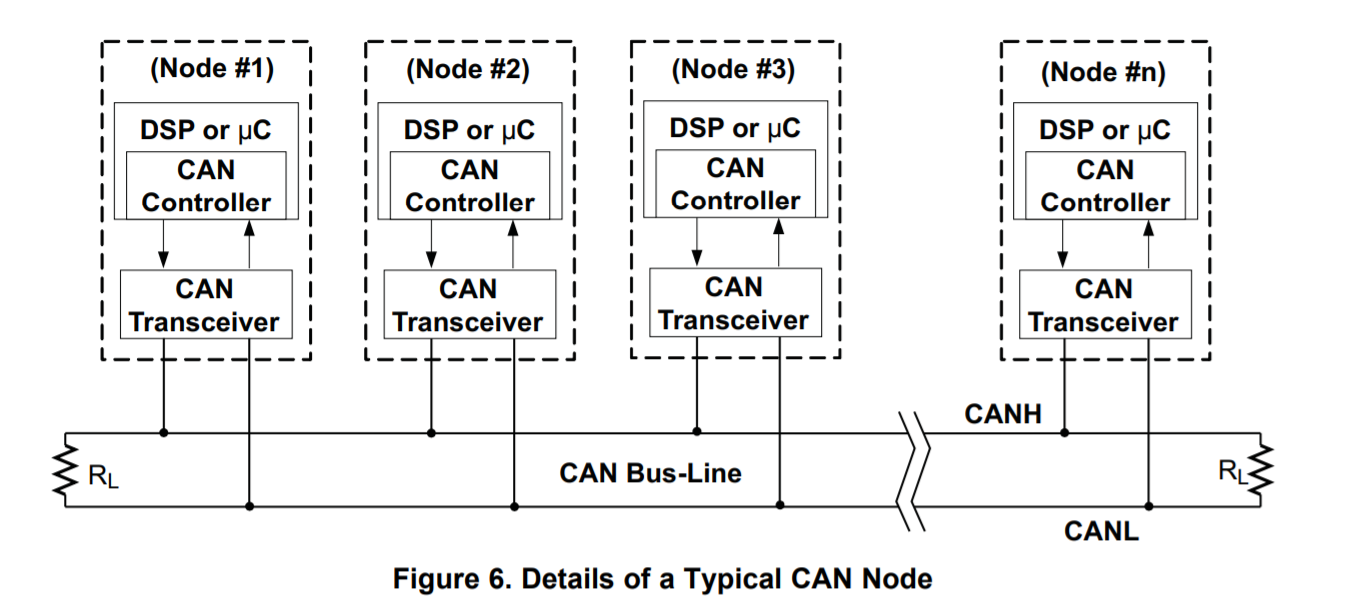 (Node #1)
DSP or μC
CAN
Controller
CAN
Transceiver
(Node #2)
DSP or μC
CAN
Controller
CAN
Transceiver
(Node #3)
DSP or μC
CAN
Controller
CAN
Transceiver
(Node #n)
DSP or μC
CAN
Controller
CAN
Transceiver
CANH
RL
CAN Bus-Line
RL
CANL
Figure 6. Details of a Typical CAN Node